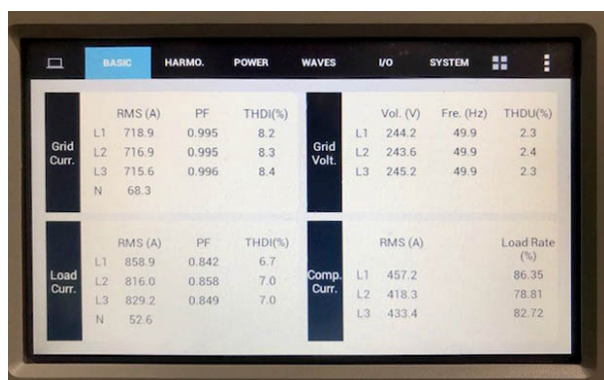 BASIC HARMO. POWER WAVES I/O SYSTEM
Grid Curr.
RMS (A) PF THDI(%)
L1 718.9 0.995 8.2
L2 716.9 0.995 8.3
L3 715.6 0.996 8.4
N 68.3
Grid Volt.
Vol. (V) Fre. (Hz) THDU(%)
L1 244.2 49.9 2.3
L2 243.6 49.9 2.4
L3 245.2 49.9 2.3
Load Curr.
RMS (A) PF THDI(%)
L1 858.9 0.842 6.7
L2 816.0 0.858 7.0
L3 829.2 0.849 7.0
N 52.6
Comp. Curr.
RMS (A) Load Rate (%)
L1 457.2 86.35
L2 418.3 78.81
L3 433.4 82.72